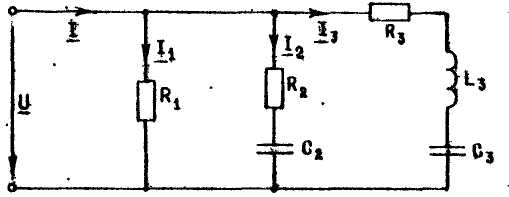 I
I₁
I₂
I₃
R₃
U
R₁
R₂
L₃
C₂
C₃